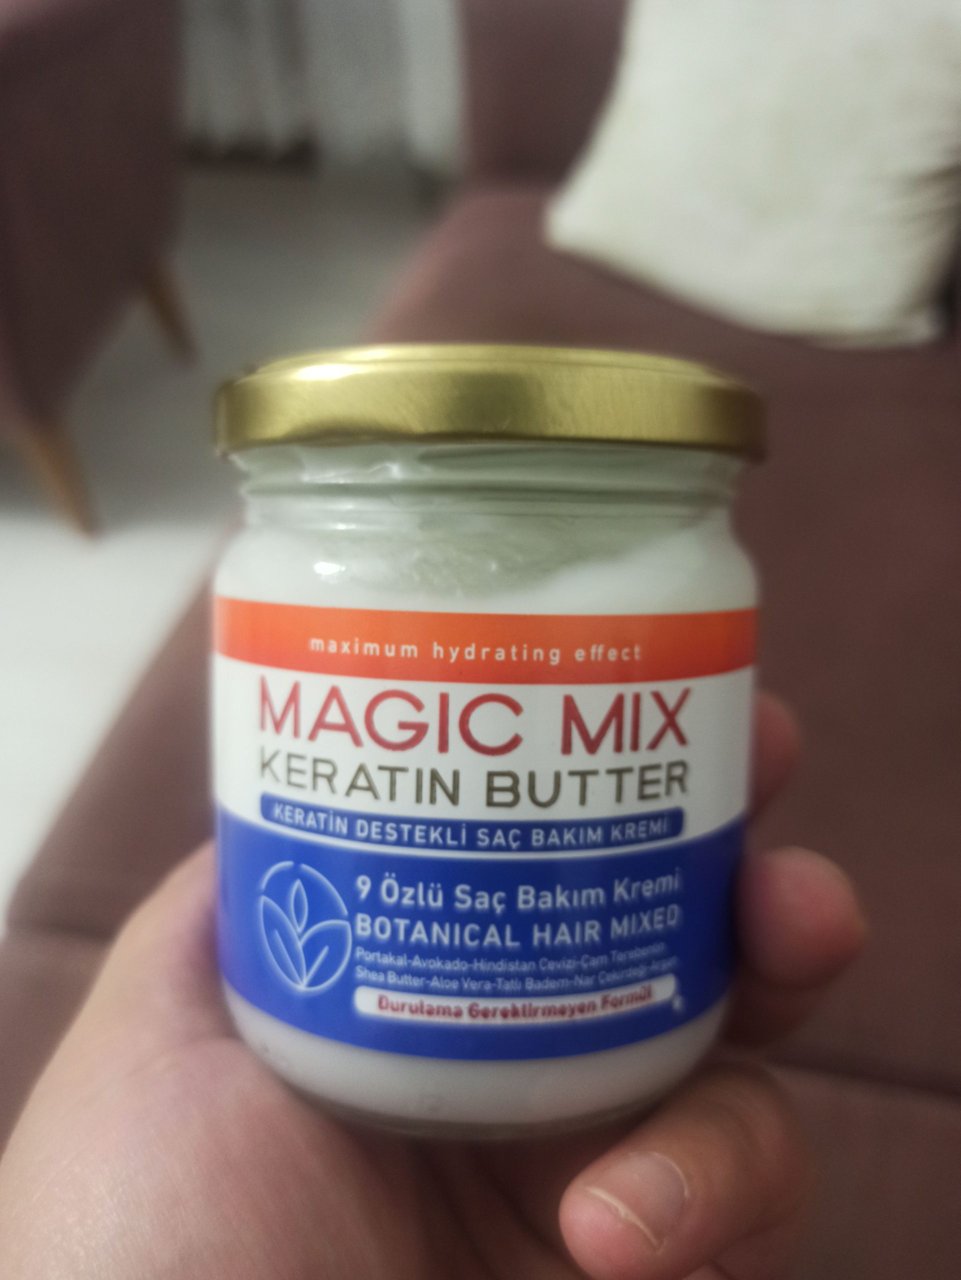 maximum hydrating effect
MAGIC MIX
KERATIN BUTTER
KERATİN DESTEKLİ SAÇ BAKIM KREMİ
9 Özlü Saç Bakım Kremi
BOTANICAL HAIR MIXED
Portakal-Avokado-Hindistan Cevizi-Çam Terebentin
Shea Butter-Aloe Vera-Tatlı Badem-Nar Çekirdeği-Argan
Durulama Gerektirmeyen Formül